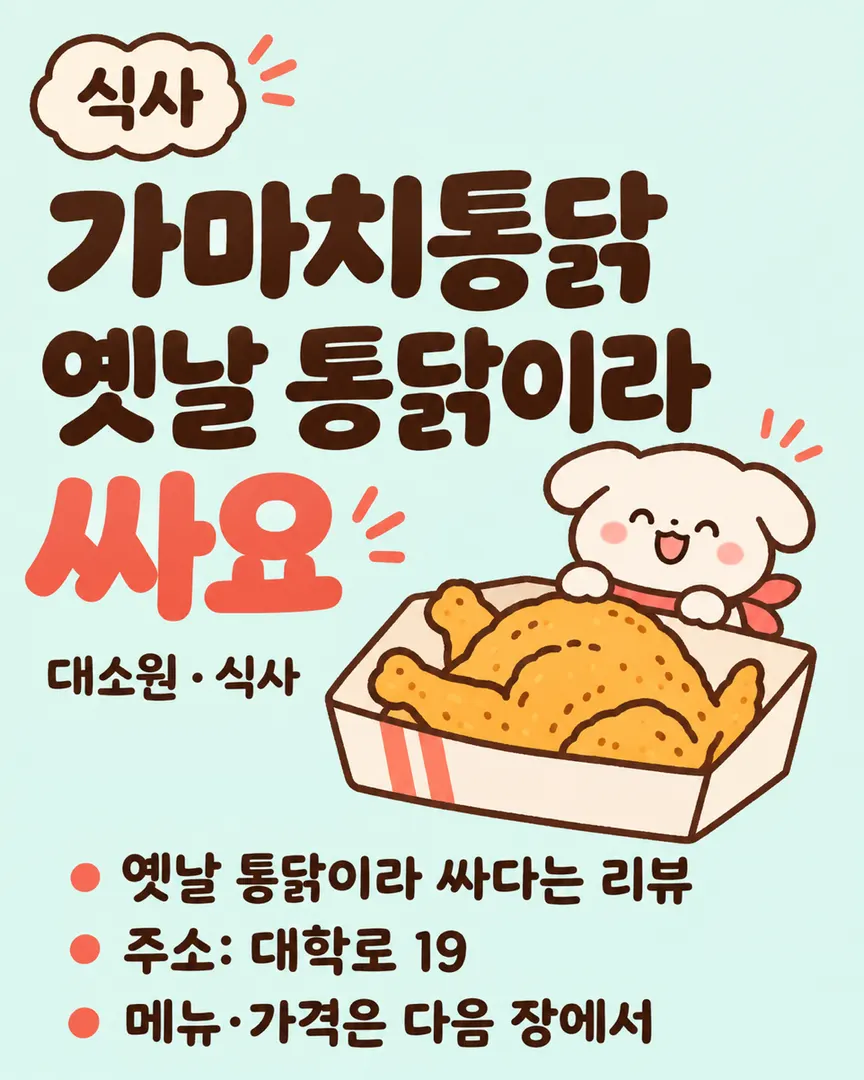 식사
가마치통닭
옛날 통닭이라
싸요
대소원 · 식사
옛날 통닭이라 싸다는 리뷰
주소: 대학로 19
메뉴·가격은 다음 장에서